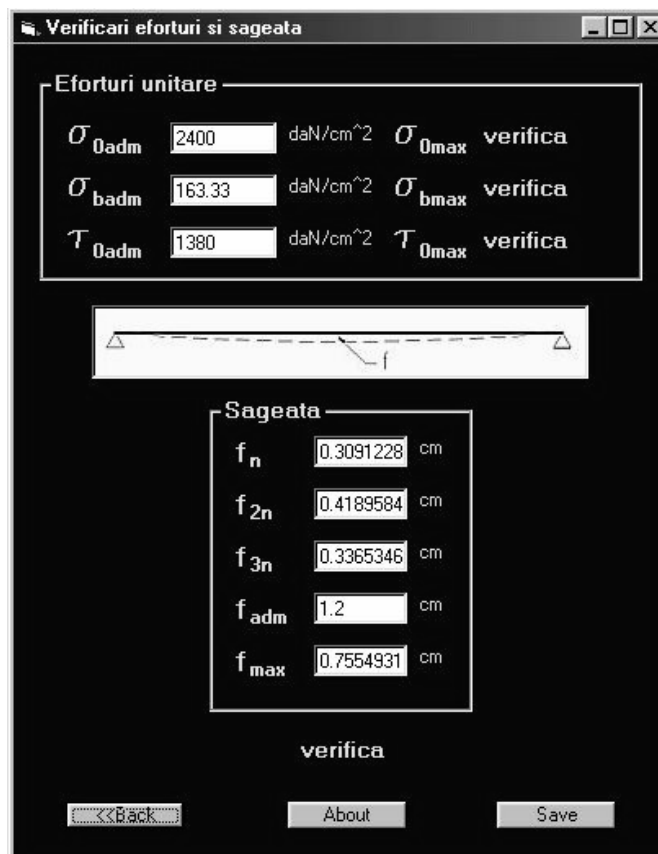 Verificari eforturi si sageata
Eforturi unitare
σ0adm 2400 daN/cm^2 σ0max verifica
σbadm 163.33 daN/cm^2 σbmax verifica
τ0adm 1380 daN/cm^2 τ0max verifica
f
Sageata
fn 0.3091228 cm
f2n 0.4189584 cm
f3n 0.3365346 cm
fadm 1.2 cm
fmax 0.7554931 cm
verifica
<<Back About Save